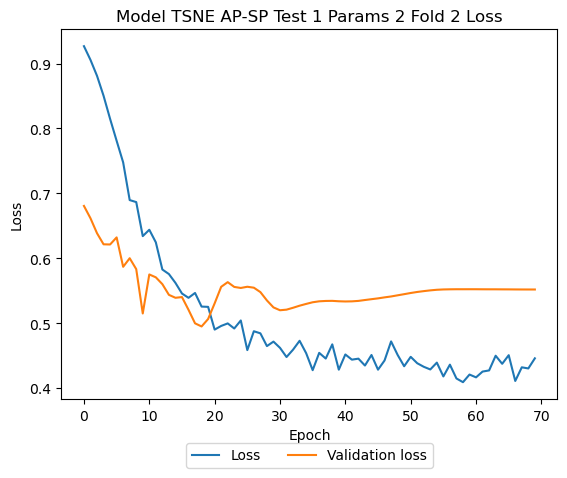 Model TSNE AP-SP Test 1 Params 2 Fold 2 Loss
Loss
0.9
0.8
0.7
0.6
0.5
0.4
0 10 20 30 40 50 60 70
Epoch
Loss Validation loss